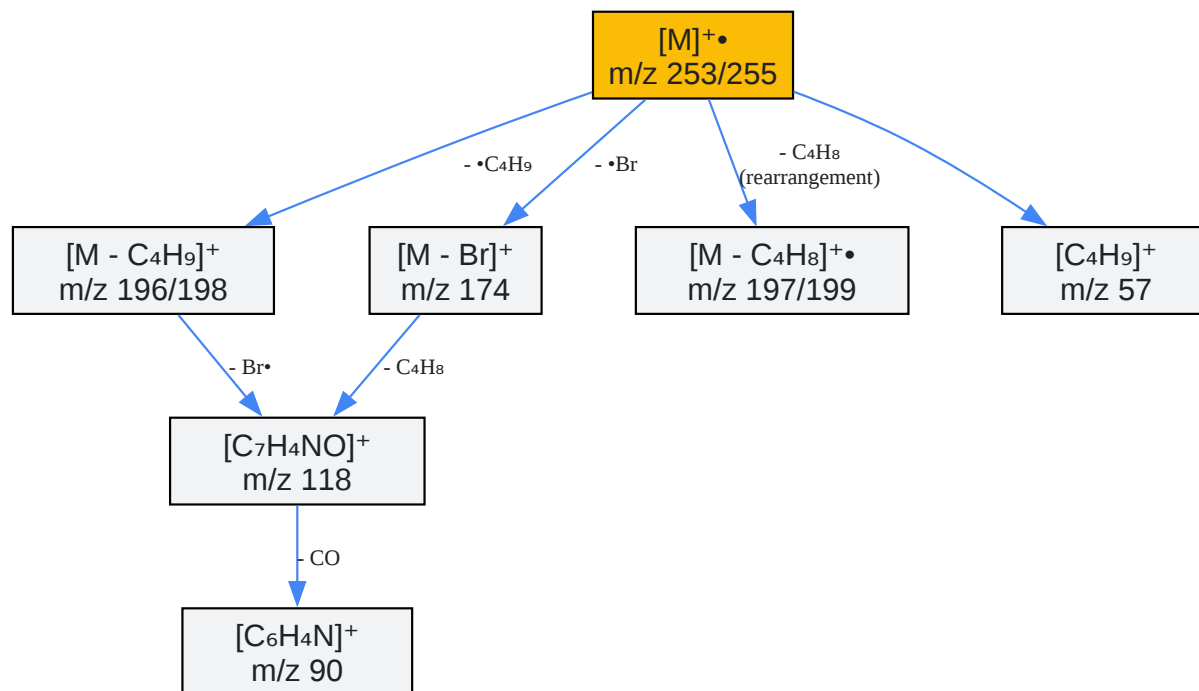 [M]⁺•
m/z 253/255
- •C₄H₉
- •Br
- C₄H₈
(rearrangement)
[M - C₄H₉]⁺
m/z 196/198
[M - Br]⁺
m/z 174
[M - C₄H₈]⁺•
m/z 197/199
[C₄H₉]⁺
m/z 57
- Br•
- C₄H₈
[C₇H₄NO]⁺
m/z 118
- CO
[C₆H₄N]⁺
m/z 90